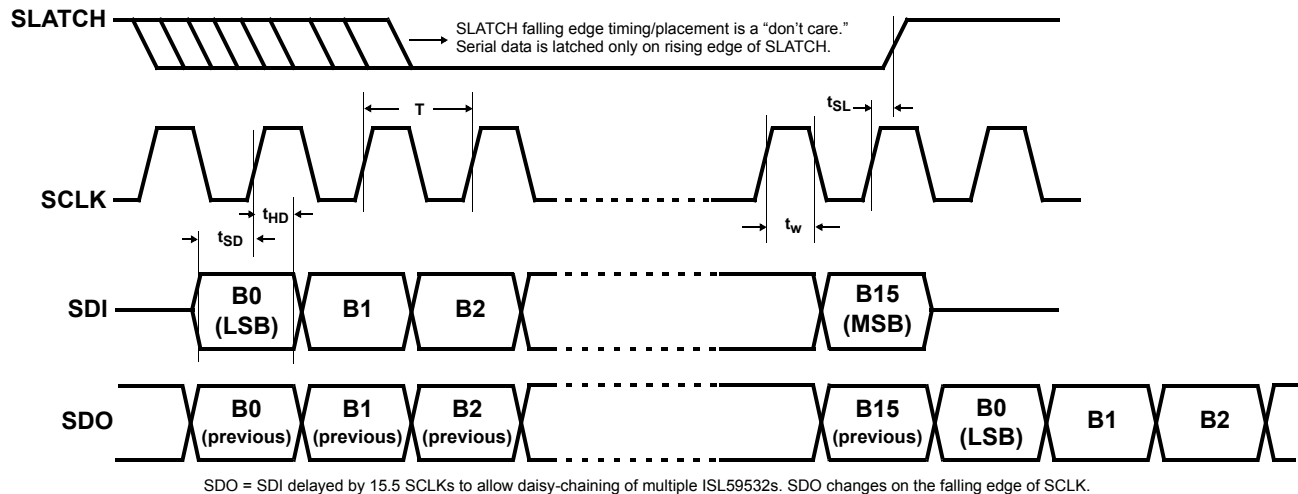 SLATCH
SLATCH falling edge timing/placement is a “don’t care.”
Serial data is latched only on rising edge of SLATCH.
T
tSL
SCLK
tHD
tSD
tw
SDI
B0
(LSB)
B1
B2
B15
(MSB)
SDO
B0
(previous)
B1
(previous)
B2
(previous)
B15
(previous)
B0
(LSB)
B1
B2
SDO = SDI delayed by 15.5 SCLKs to allow daisy-chaining of multiple ISL59532s. SDO changes on the falling edge of SCLK.